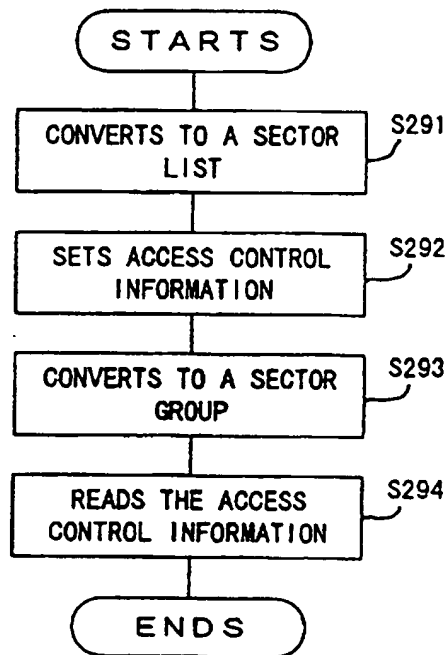 STARTS
CONVERTS TO A SECTOR
LIST
S291
SETS ACCESS CONTROL
INFORMATION
S292
CONVERTS TO A SECTOR
GROUP
S293
READS THE ACCESS
CONTROL INFORMATION
S294
ENDS